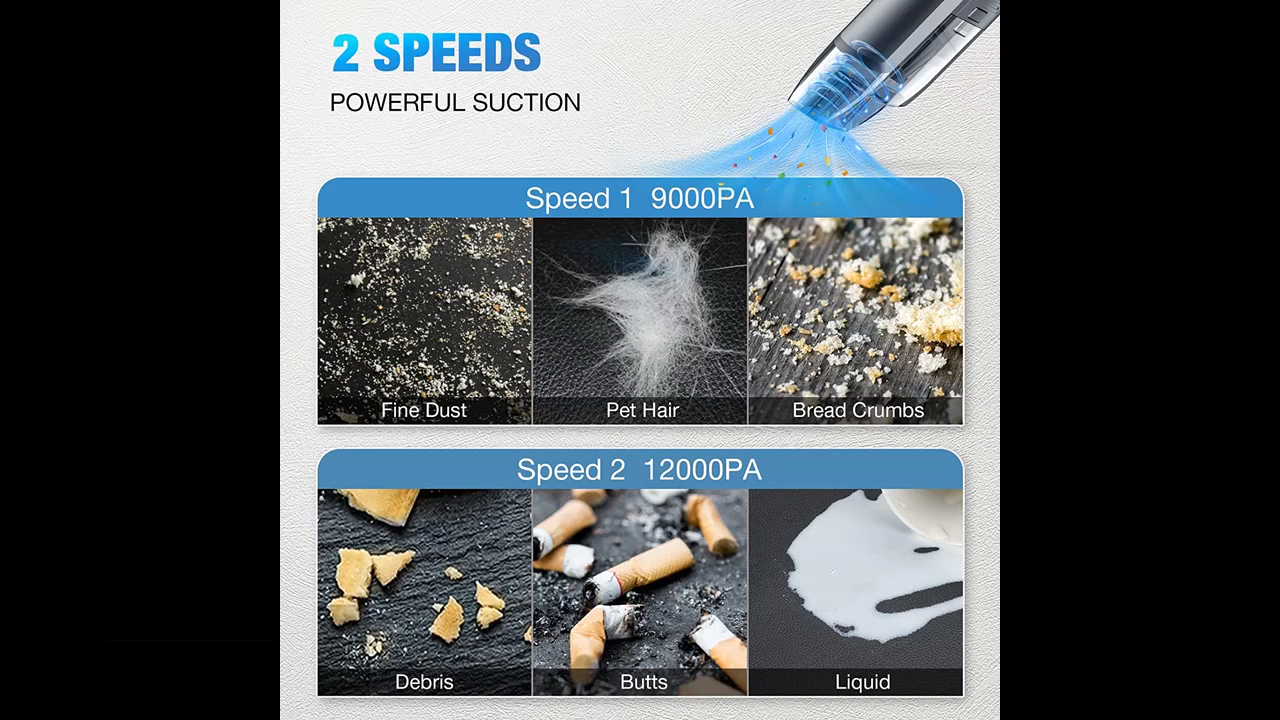 2 SPEEDS
POWERFUL SUCTION
Speed 1 9000PA
Fine Dust
Pet Hair
Bread Crumbs
Speed 2 12000PA
Debris
Butts
Liquid